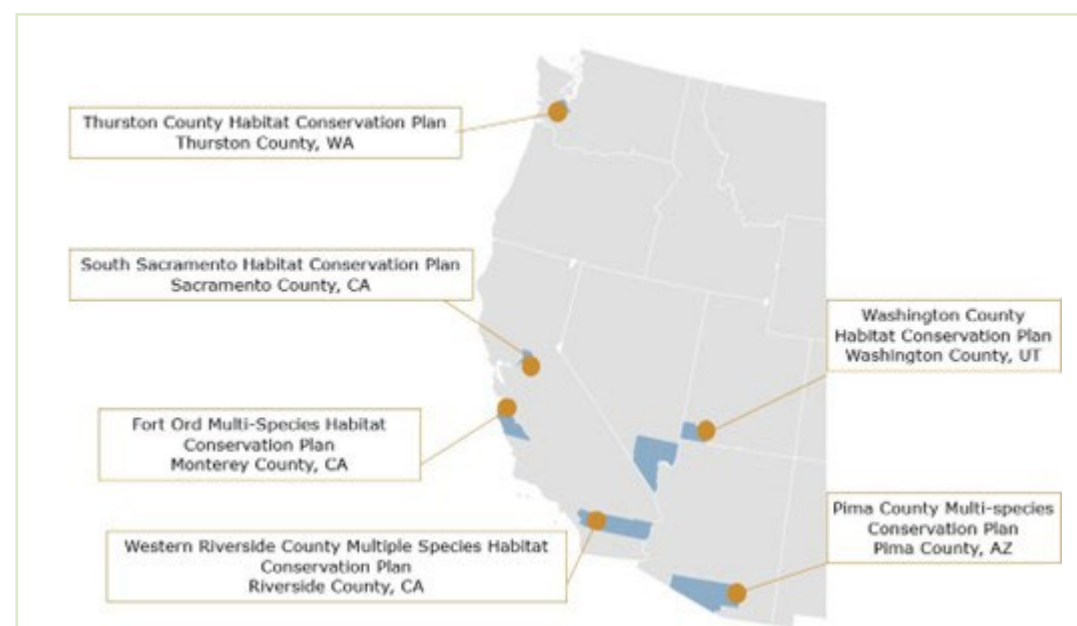 Thurston County Habitat Conservation Plan
Thurston County, WA
South Sacramento Habitat Conservation Plan
Sacramento County, CA
Washington County
Habitat Conservation Plan
Washington County, UT
Fort Ord Multi-Species Habitat
Conservation Plan
Monterey County, CA
Pima County Multi-species
Conservation Plan
Pima County, AZ
Western Riverside County Multiple Species Habitat
Conservation Plan
Riverside County, CA